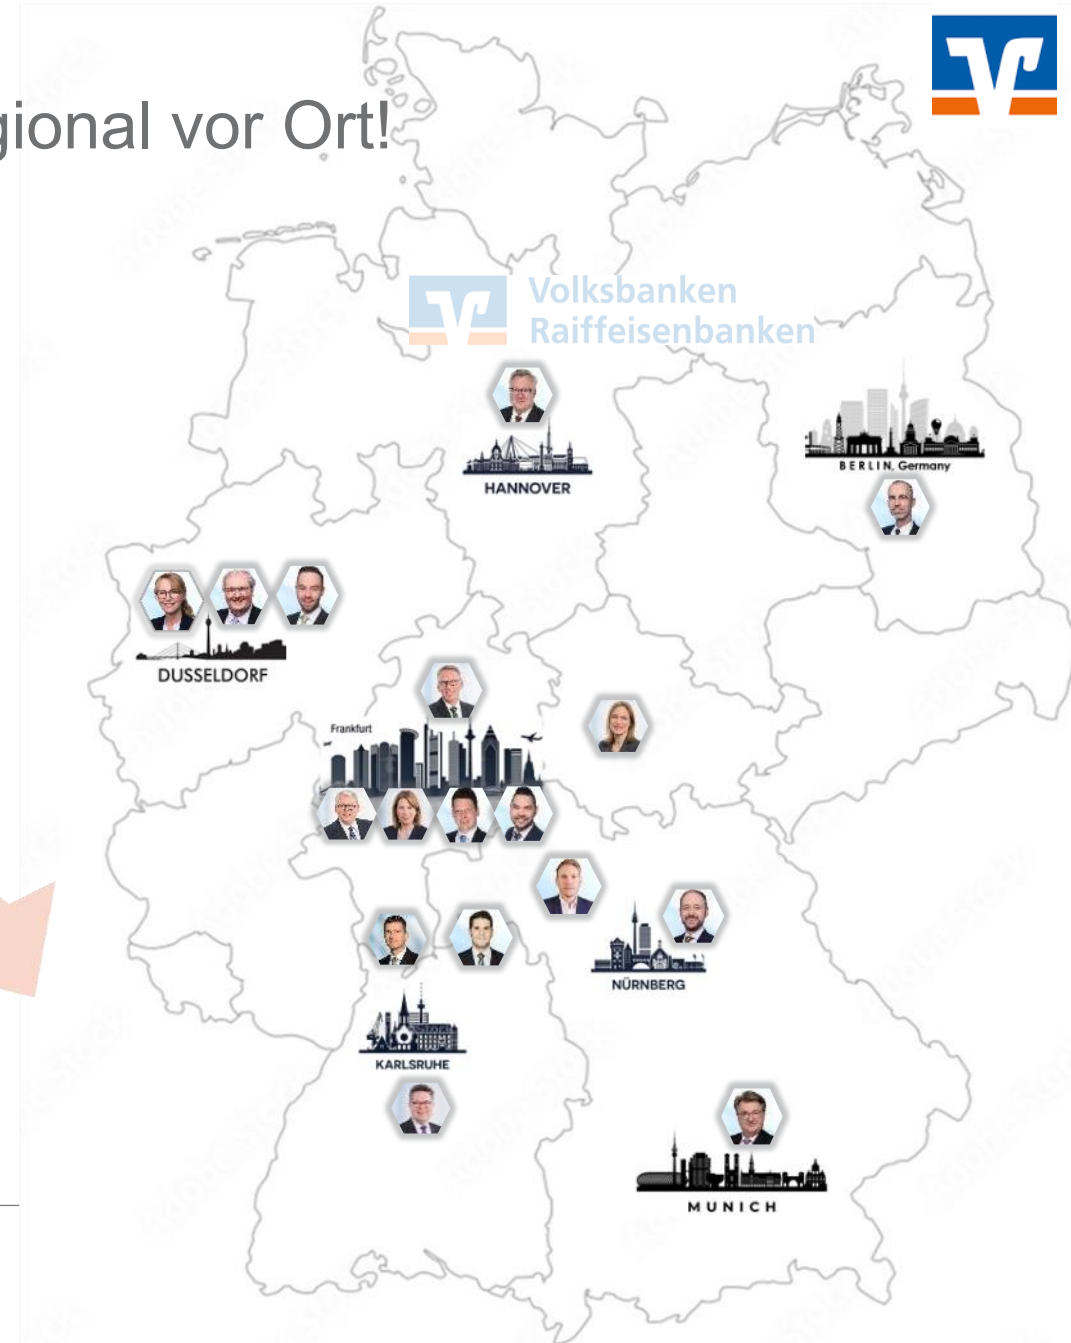 gional vor Ort!
Volksbanken
Raiffeisenbanken
HANNOVER
BERLIN, Germany
DUSSELDORF
Frankfurt
NÜRNBERG
KARLSRUHE
MUNICH